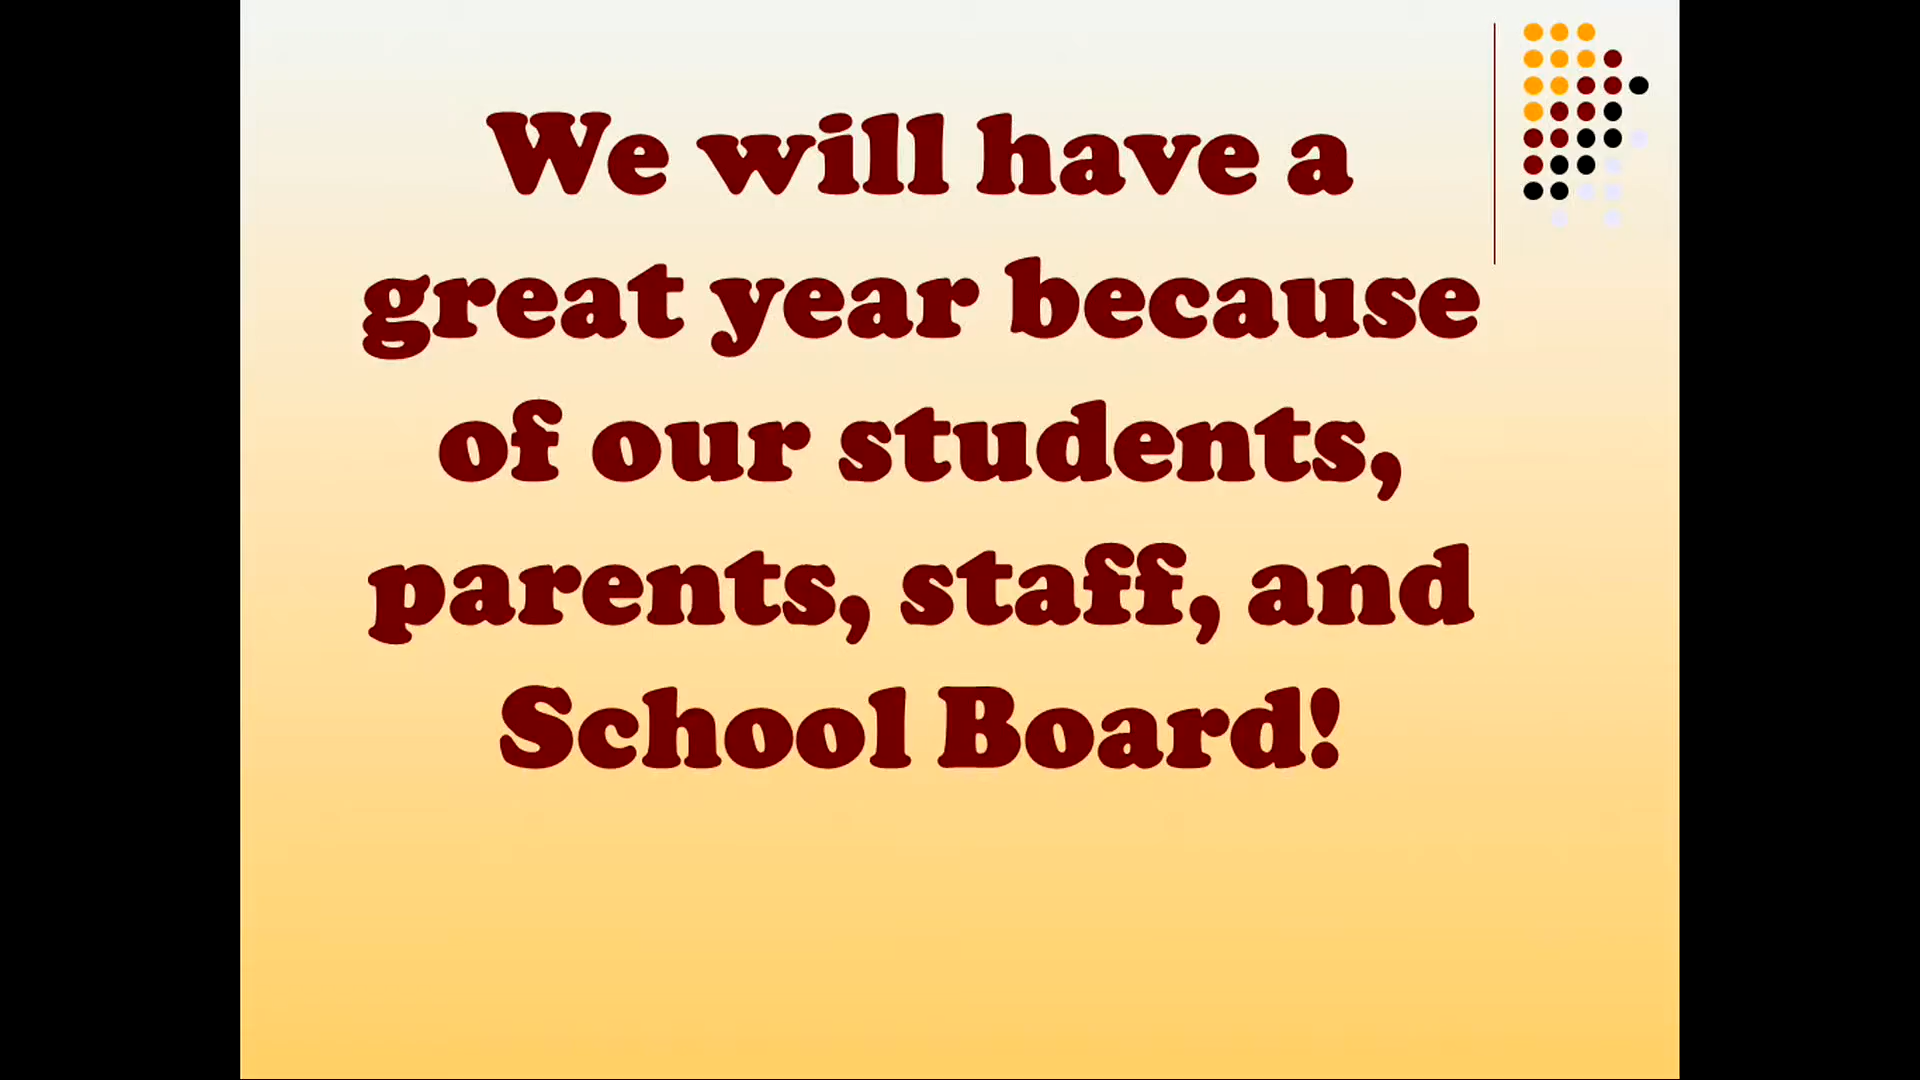 We will have a
great year because
of our students,
parents, staff, and
School Board!